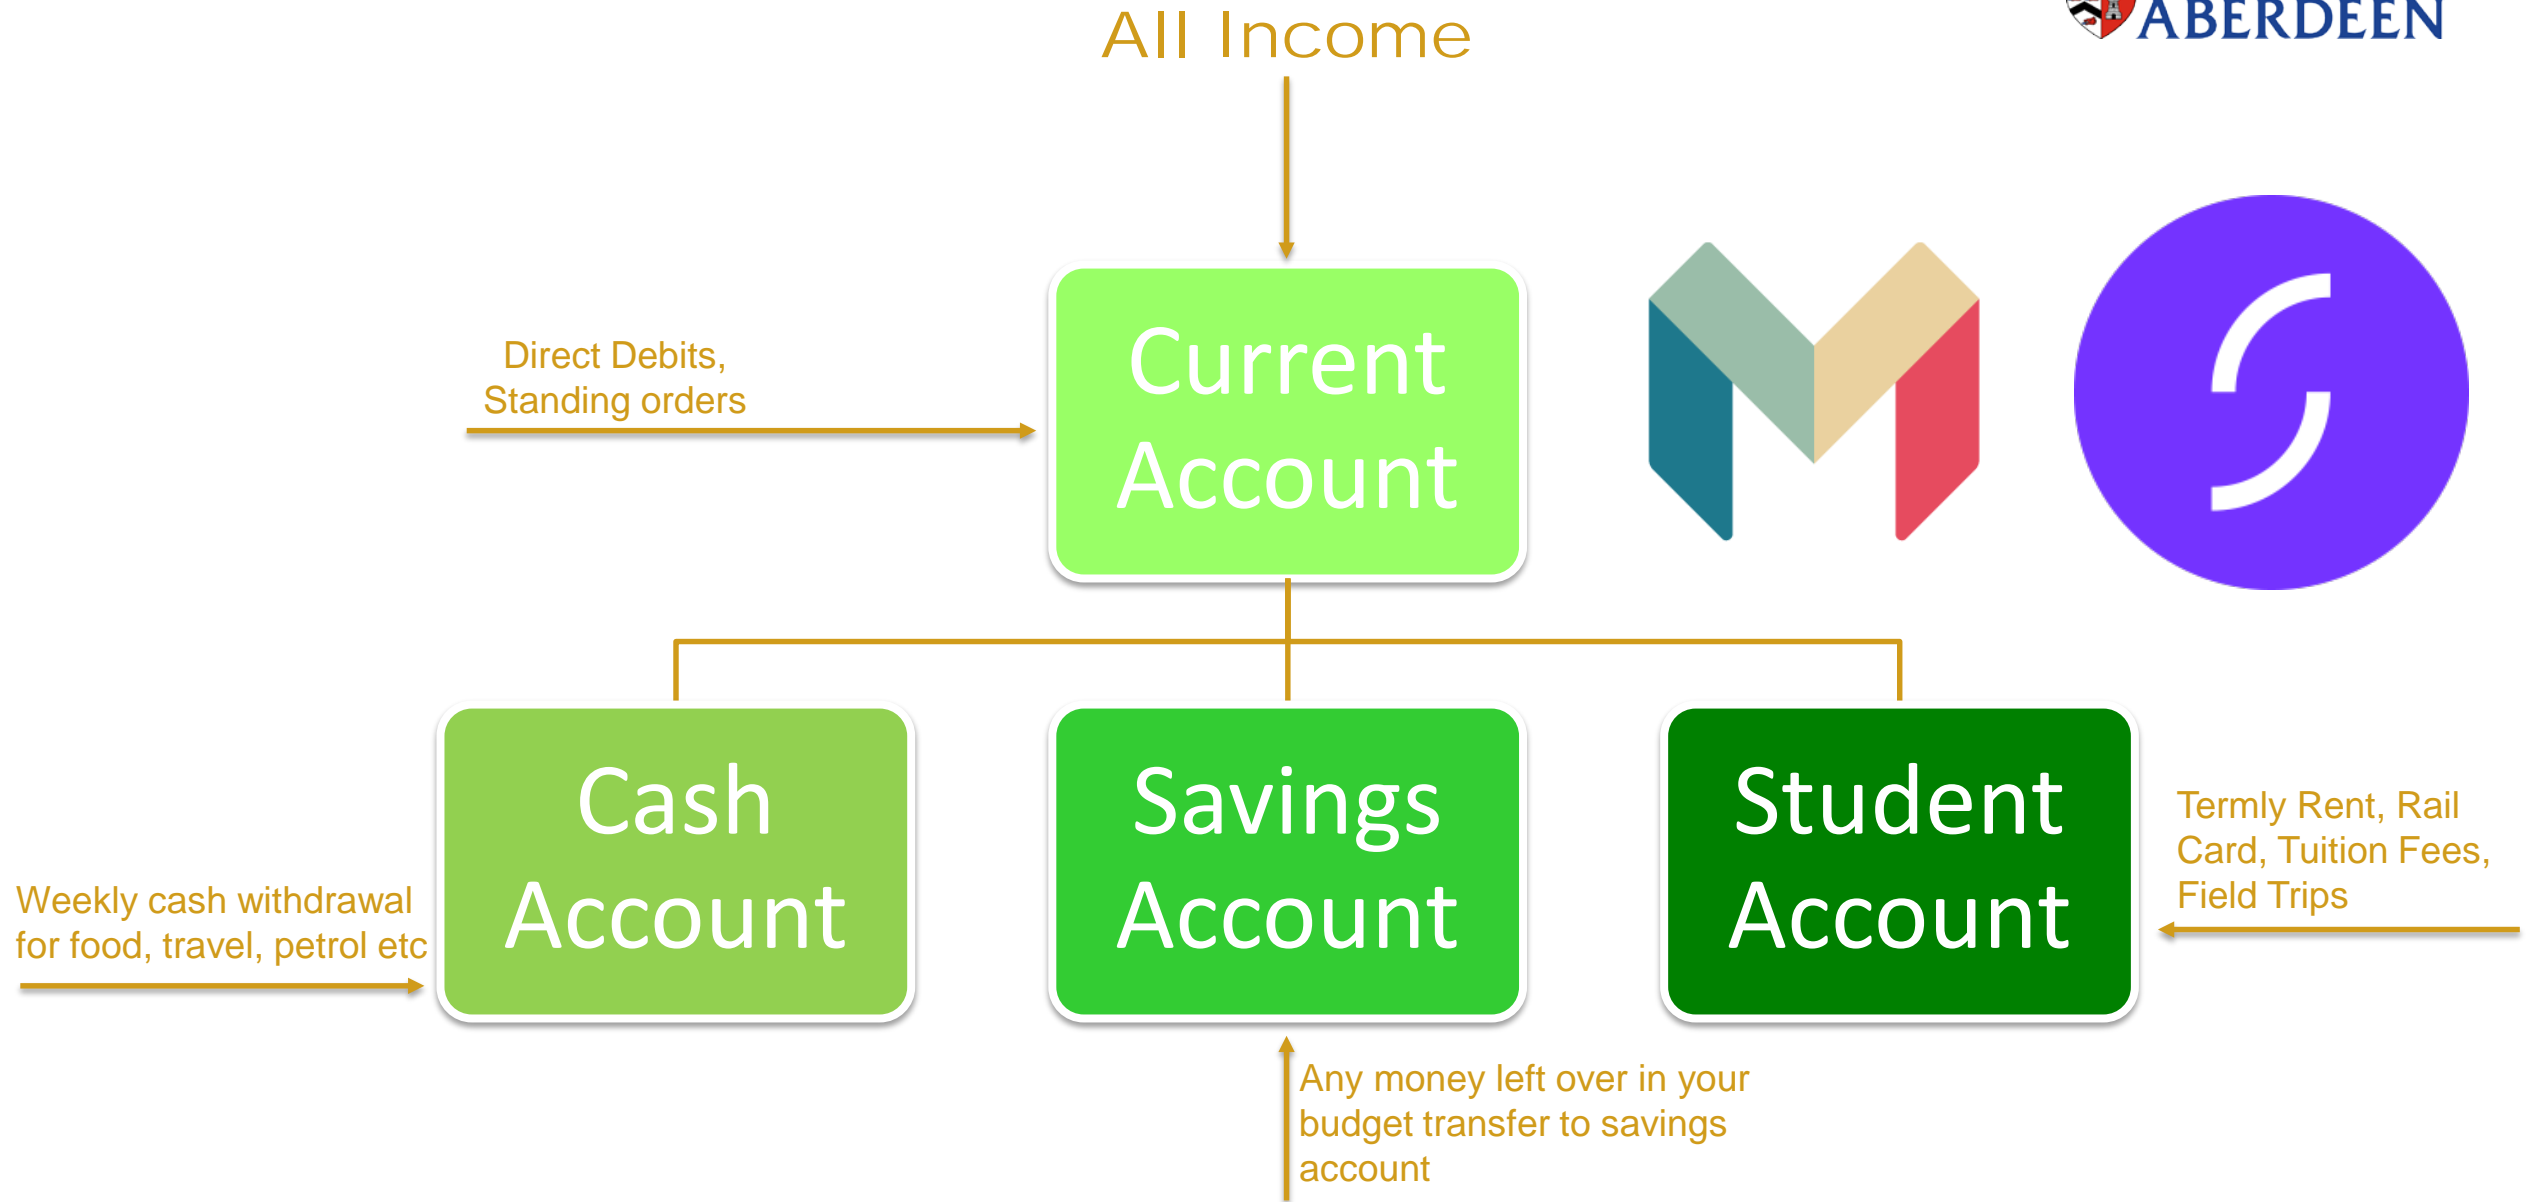 ABERDEEN
All Income
Direct Debits,
Standing orders
Current
Account
Cash
Account
Savings
Account
Student
Account
Weekly cash withdrawal
for food, travel, petrol etc
Termly Rent, Rail
Card, Tuition Fees,
Field Trips
Any money left over in your
budget transfer to savings
account